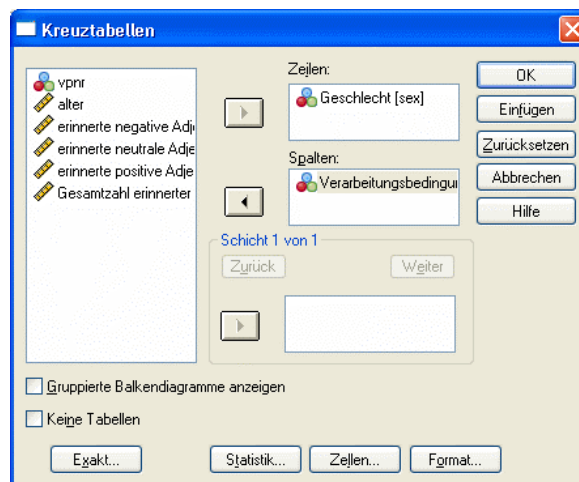 Kreuztabellen
vpnr
alter
erinnerte negative Adje
erinnerte neutrale Adje
erinnerte positive Adje
Gesamtzahl erinnerter
Zeilen:
Geschlecht [sex]
Spalten:
Verarbeitungsbedingu
Schicht 1 von 1
Zurück
Weiter
OK
Einfügen
Zurücksetzen
Abbrechen
Hilfe
Gruppierte Balkendiagramme anzeigen
Keine Tabellen
Exakt...
Statistik...
Zellen...
Format...